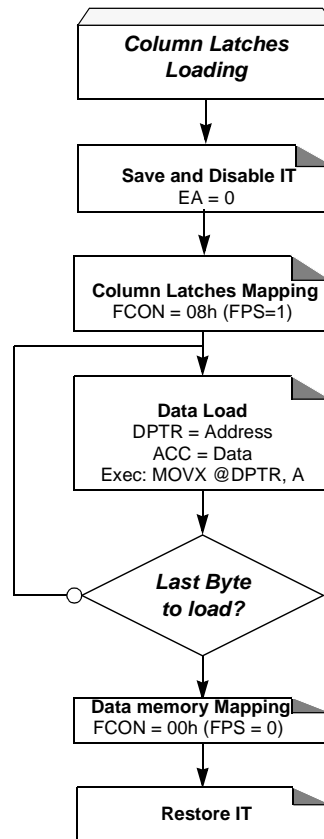 Column Latches
Loading
Save and Disable IT
EA = 0
Column Latches Mapping
FCON = 08h (FPS=1)
Data Load
DPTR = Address
ACC = Data
Exec: MOVX @DPTR, A
Last Byte
to load?
Data memory Mapping
FCON = 00h (FPS = 0)
Restore IT